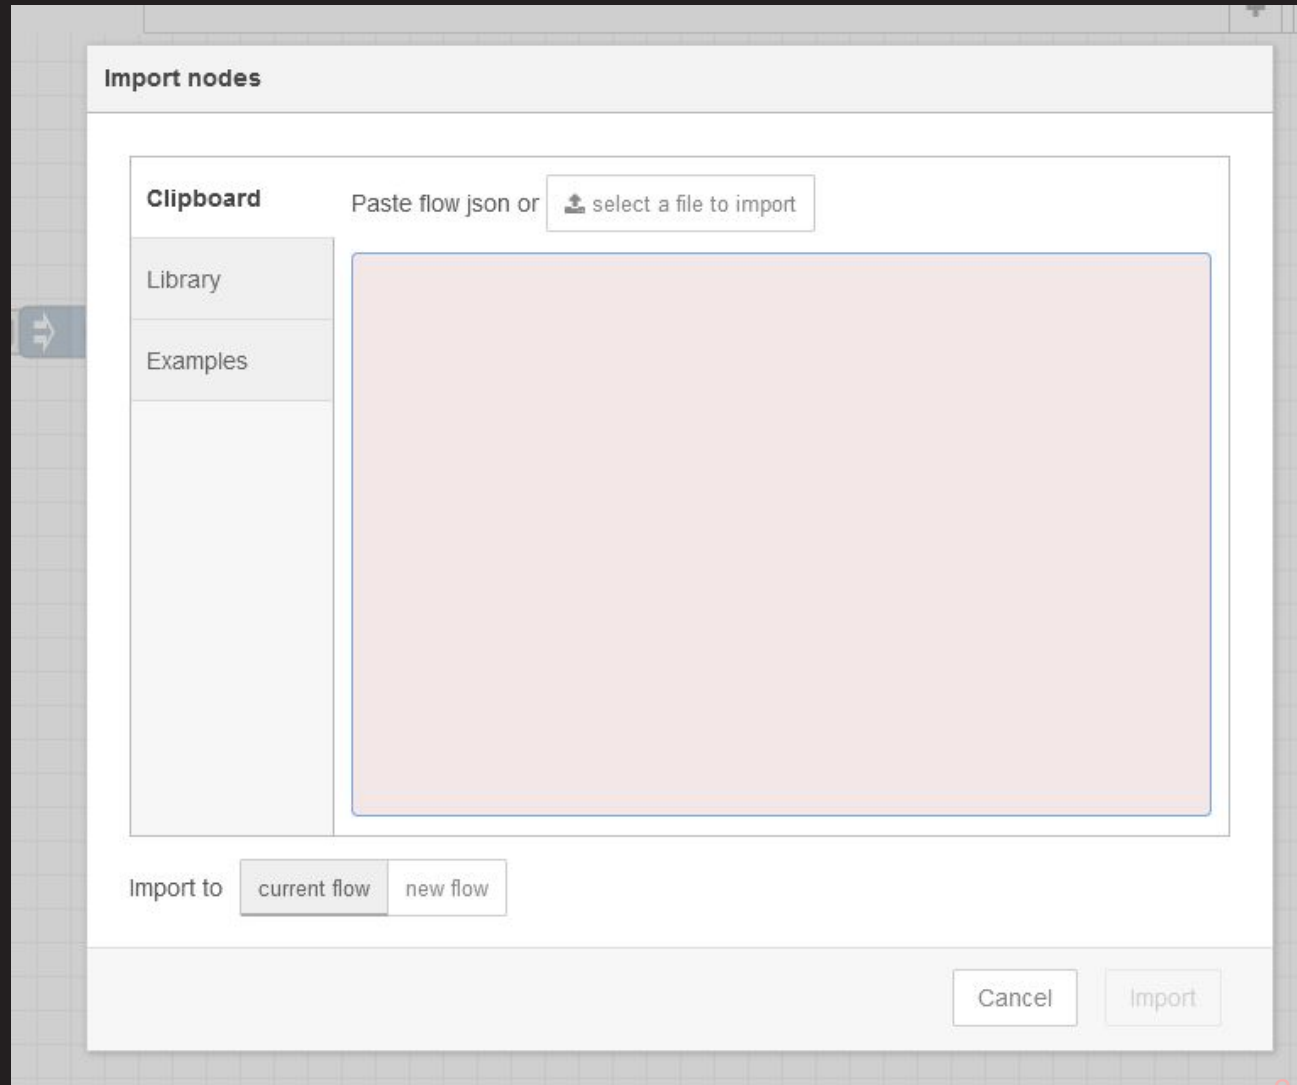 Import nodes
Clipboard
Paste flow json or select a file to import
Library
Examples
Import to current flow new flow
Cancel Import